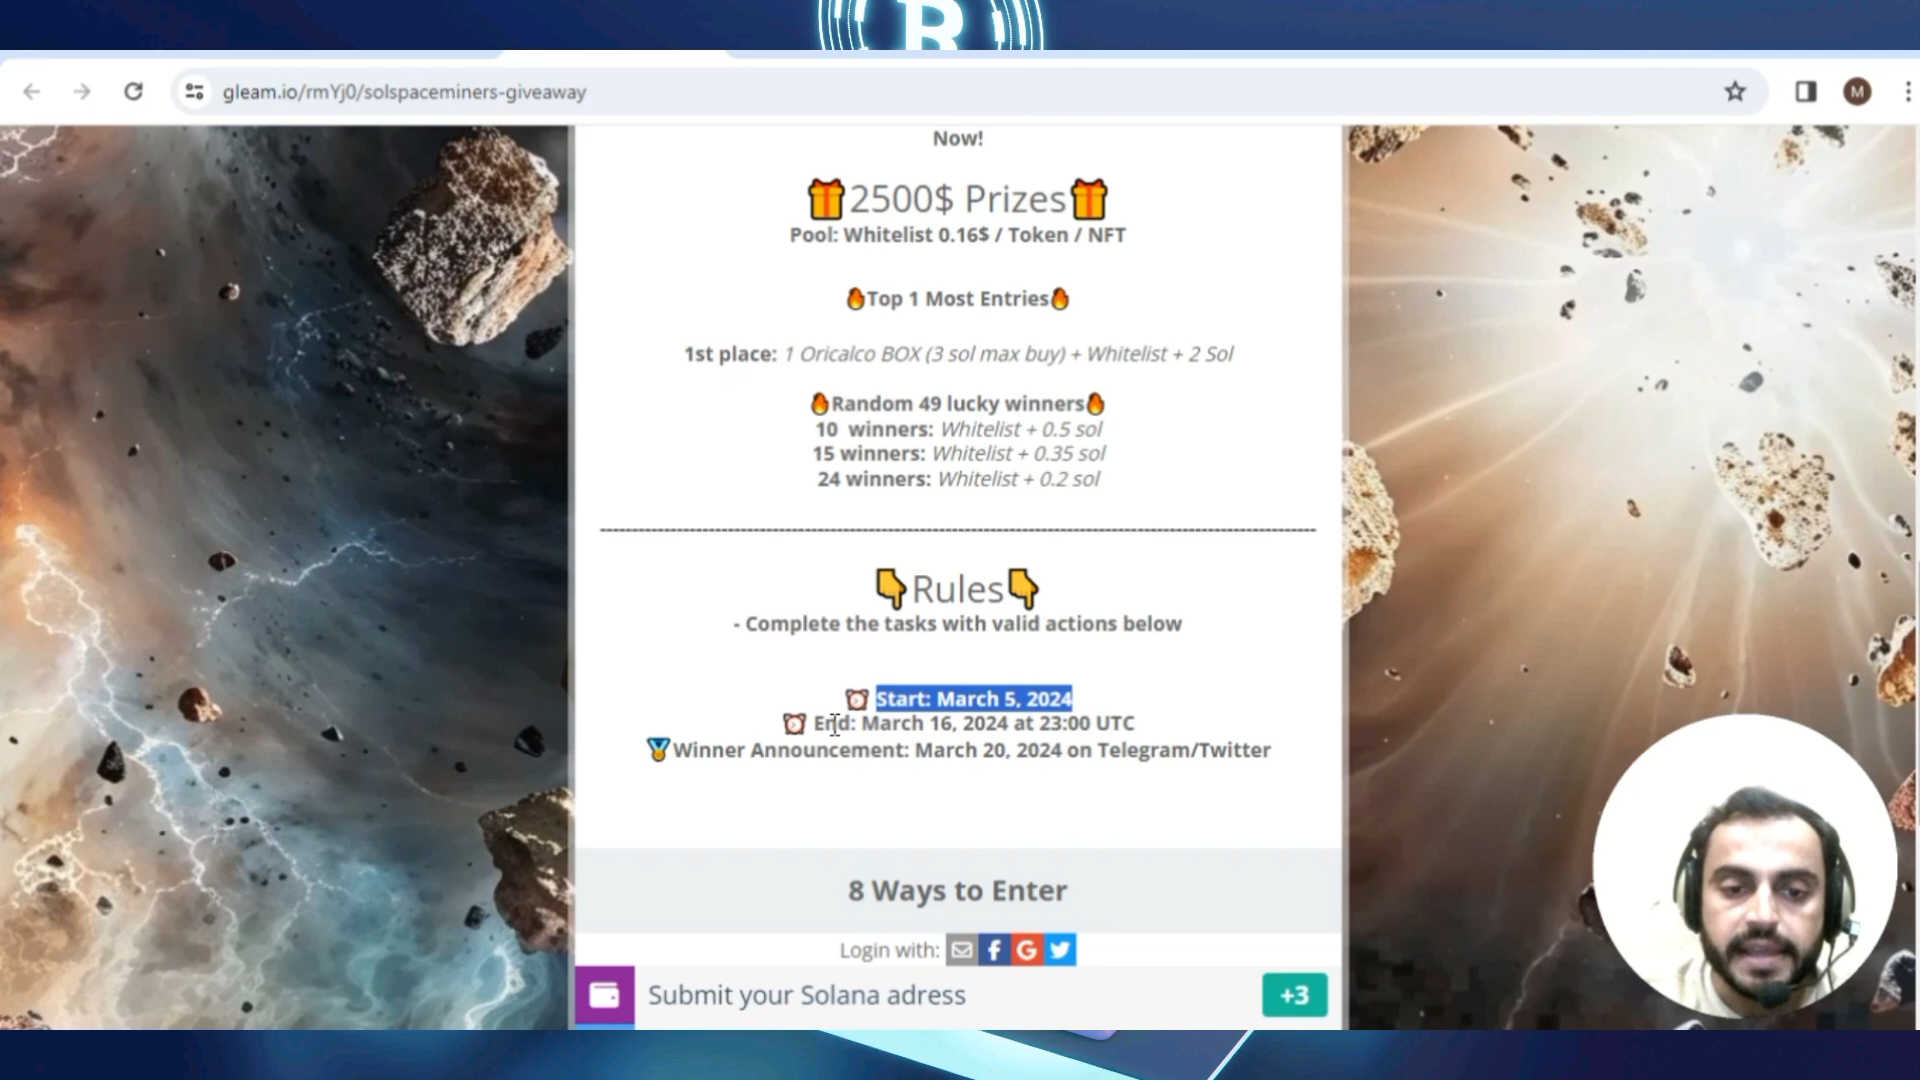 gleam.io/rmYj0/solspaceminers-giveaway
M
Now!
🎁2500$ Prizes🎁
Pool: Whitelist 0.16$ / Token / NFT
🔥Top 1 Most Entries🔥
1st place: 1 Oricalco BOX (3 sol max buy) + Whitelist + 2 Sol
🔥Random 49 lucky winners🔥
10 winners: Whitelist + 0.5 sol
15 winners: Whitelist + 0.35 sol
24 winners: Whitelist + 0.2 sol
👇Rules👇
- Complete the tasks with valid actions below
⏰ Start: March 5, 2024
⏰ End: March 16, 2024 at 23:00 UTC
🏅Winner Announcement: March 20, 2024 on Telegram/Twitter
8 Ways to Enter
Login with:
Submit your Solana adress
+3